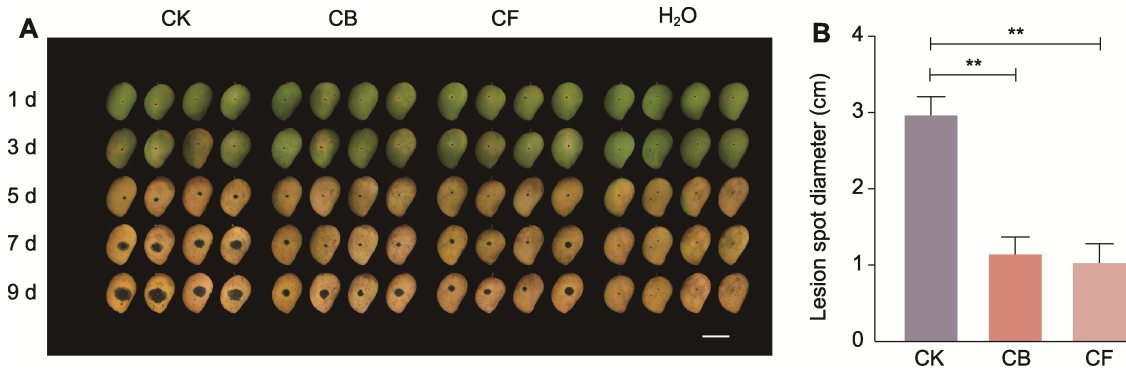 A
CK CB CF H₂O
1 d
3 d
5 d
7 d
9 d
B
Lesion spot diameter (cm)
4
3
2
1
0
**
**
CK CB CF